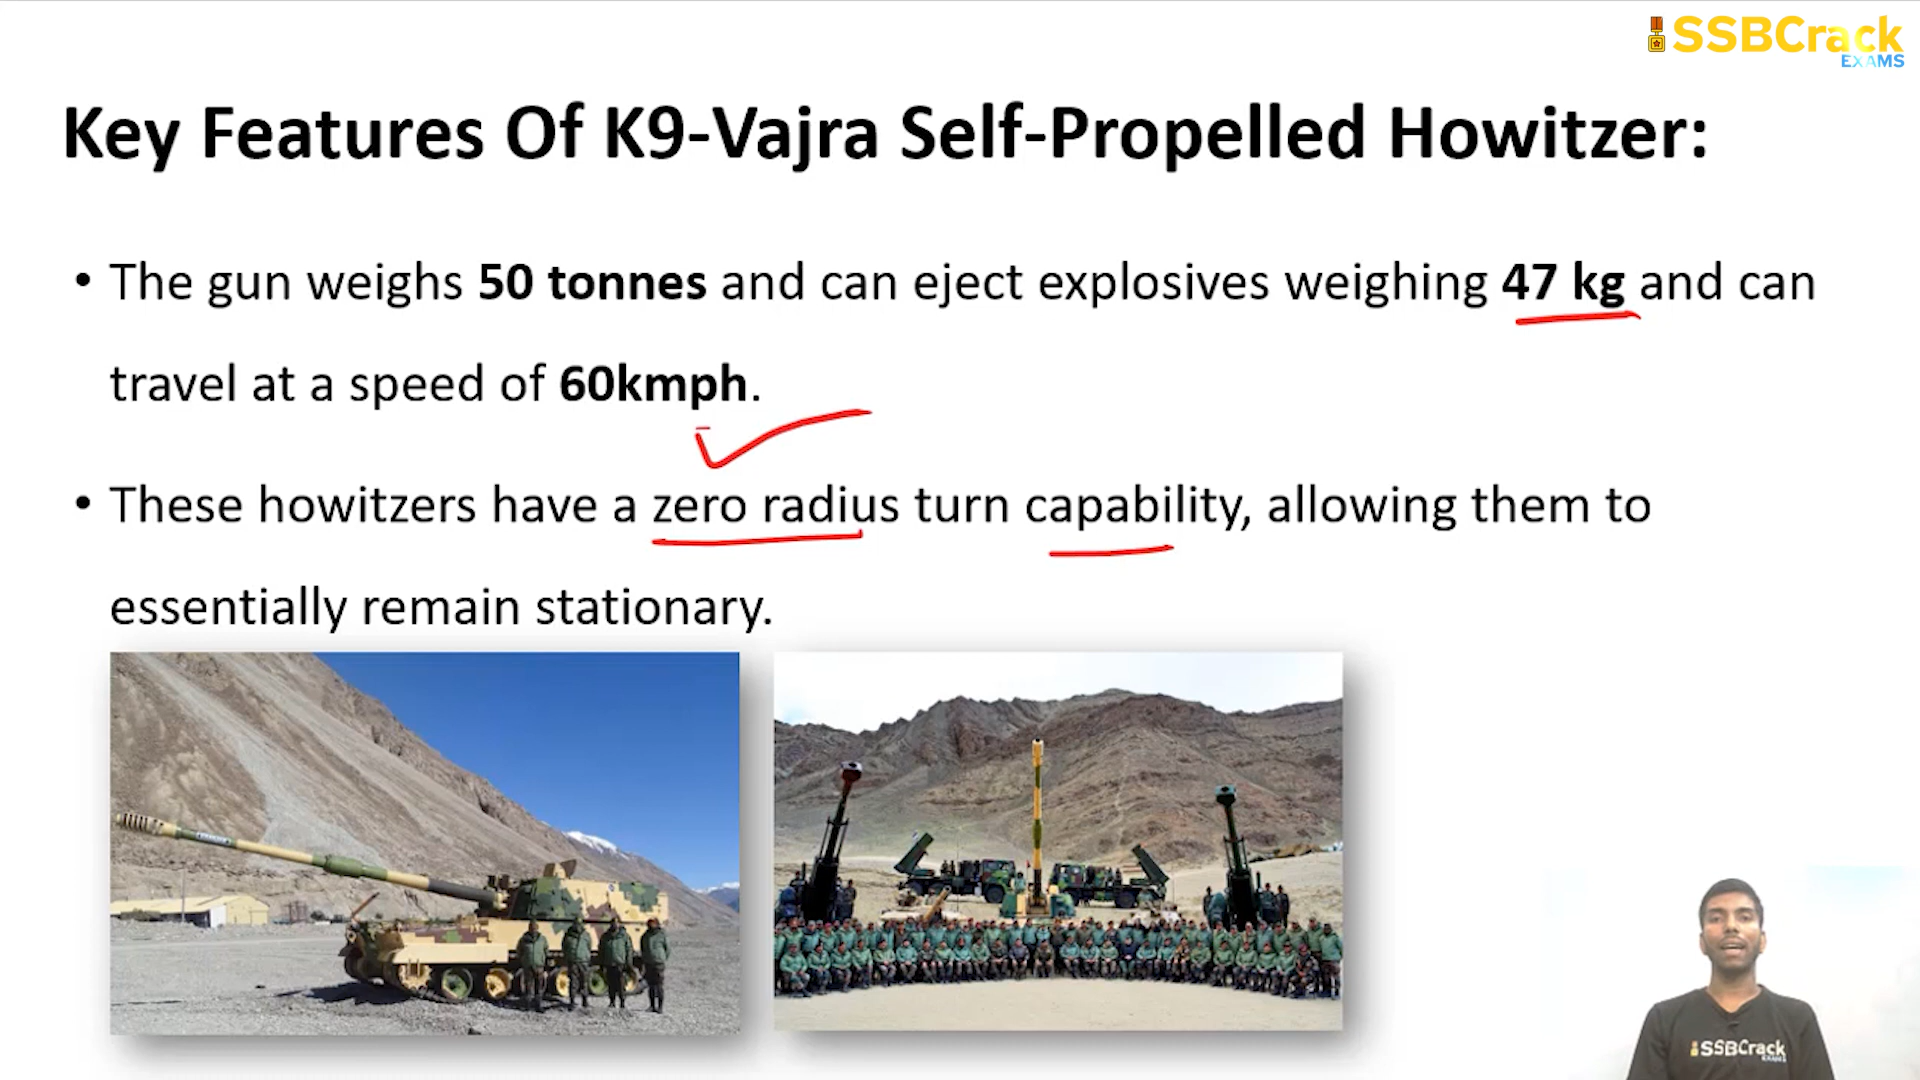 SSBCrack
EXAMS
Key Features Of K9-Vajra Self-Propelled Howitzer:
• The gun weighs 50 tonnes and can eject explosives weighing 47 kg and can
travel at a speed of 60kmph.
• These howitzers have a zero radius turn capability, allowing them to
essentially remain stationary.
SSBCrack
EXAMS